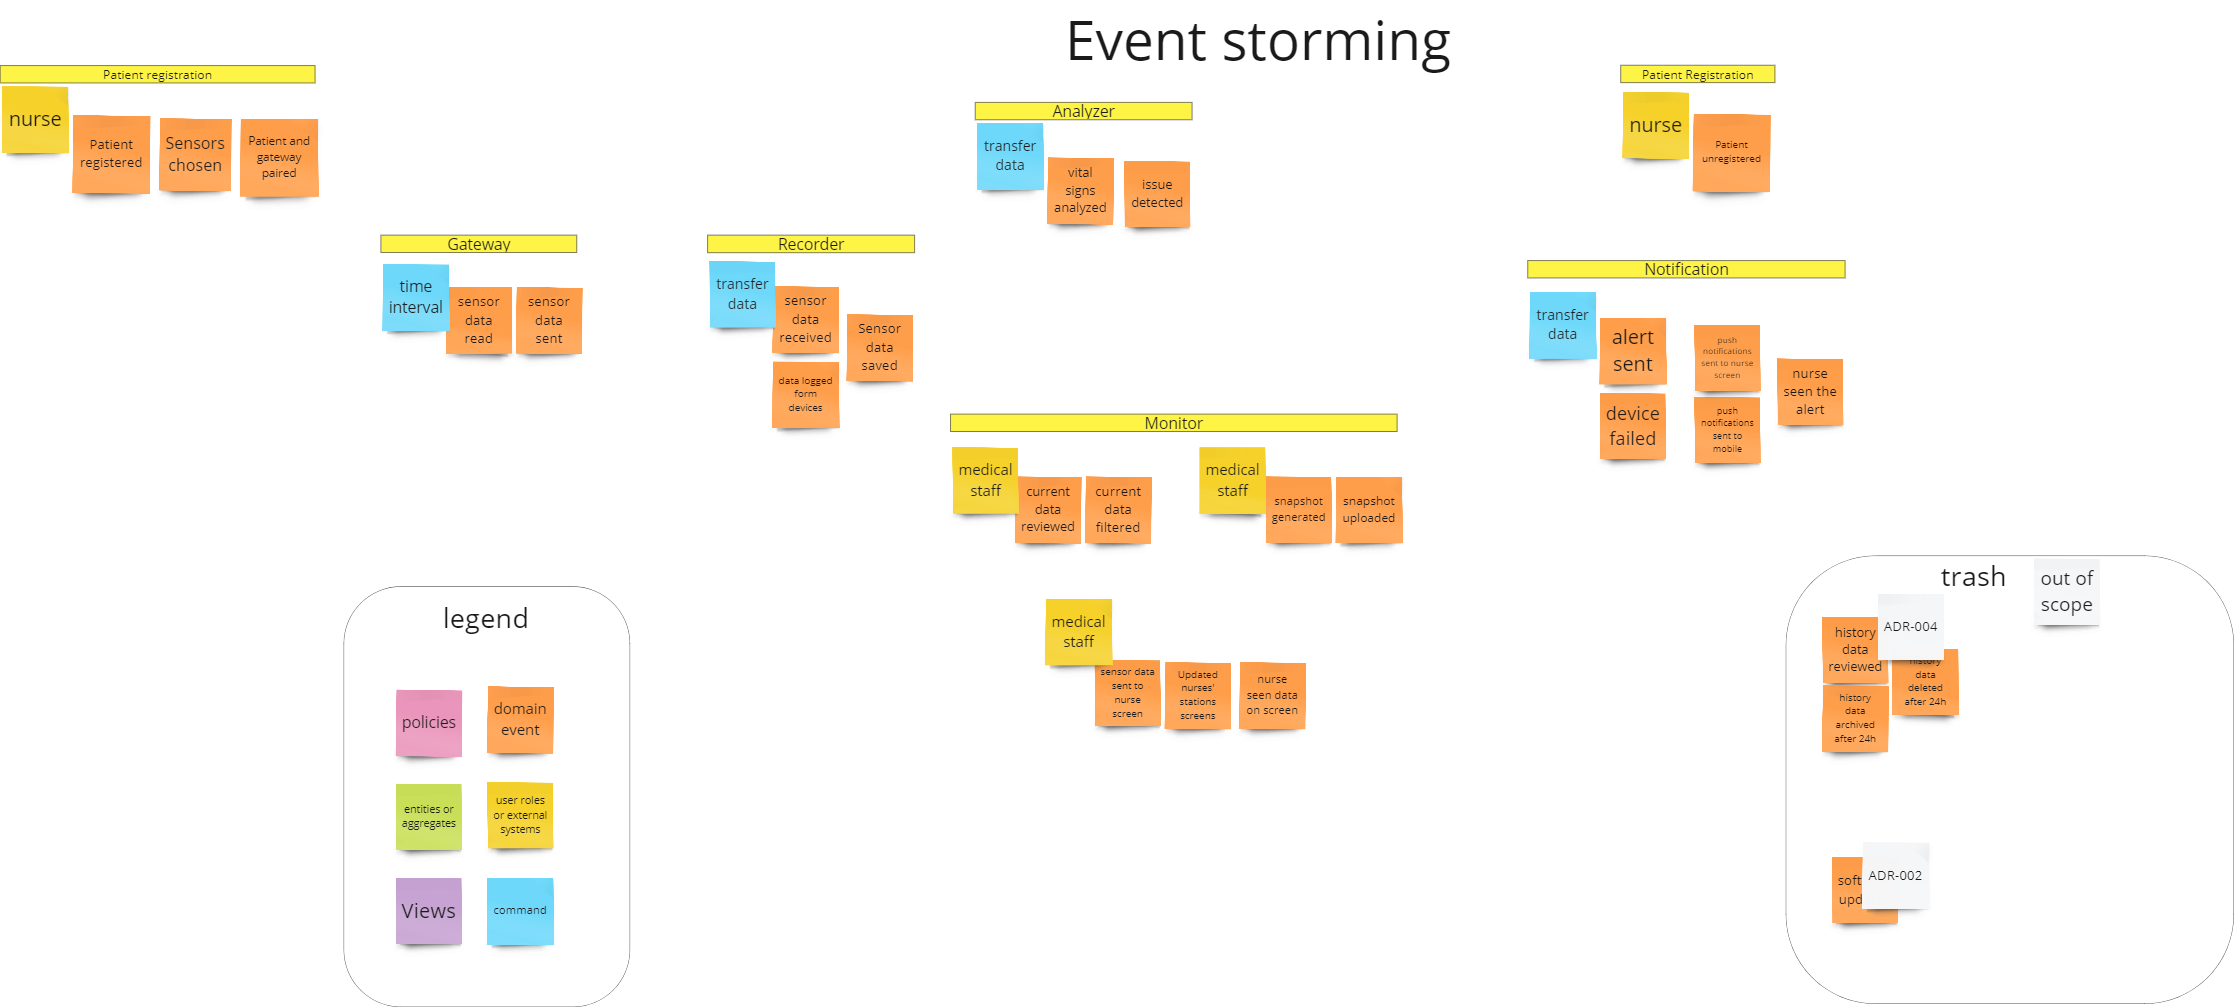 Event storming
Patient registration
nurse
Patient
registered
Sensors
chosen
Patient and
gateway
paired
Gateway
time
interval
sensor
data
read
sensor
data
sent
Recorder
transfer
data
sensor
data
received
data logged
form
devices
Sensor
data
saved
Analyzer
transfer
data
vital
signs
analyzed
issue
detected
Monitor
medical
staff
current
data
reviewed
current
data
filtered
medical
staff
snapshot
generated
snapshot
uploaded
medical
staff
sensor data
sent to
nurse
screen
Updated
nurses'
stations
screens
nurse
seen data
on screen
Patient Registration
nurse
Patient
unregistered
Notification
transfer
data
alert
sent
device
failed
push
notifications
sent to nurse
screen
push
notifications
sent to
mobile
nurse
seen the
alert
legend
policies
domain
event
entities or
aggregates
user roles
or external
systems
Views
command
trash
out of
scope
history
data
reviewed
ADR-004
history
data
deleted
after 24h
history
data
archived
after 24h
soft
upd
ADR-002